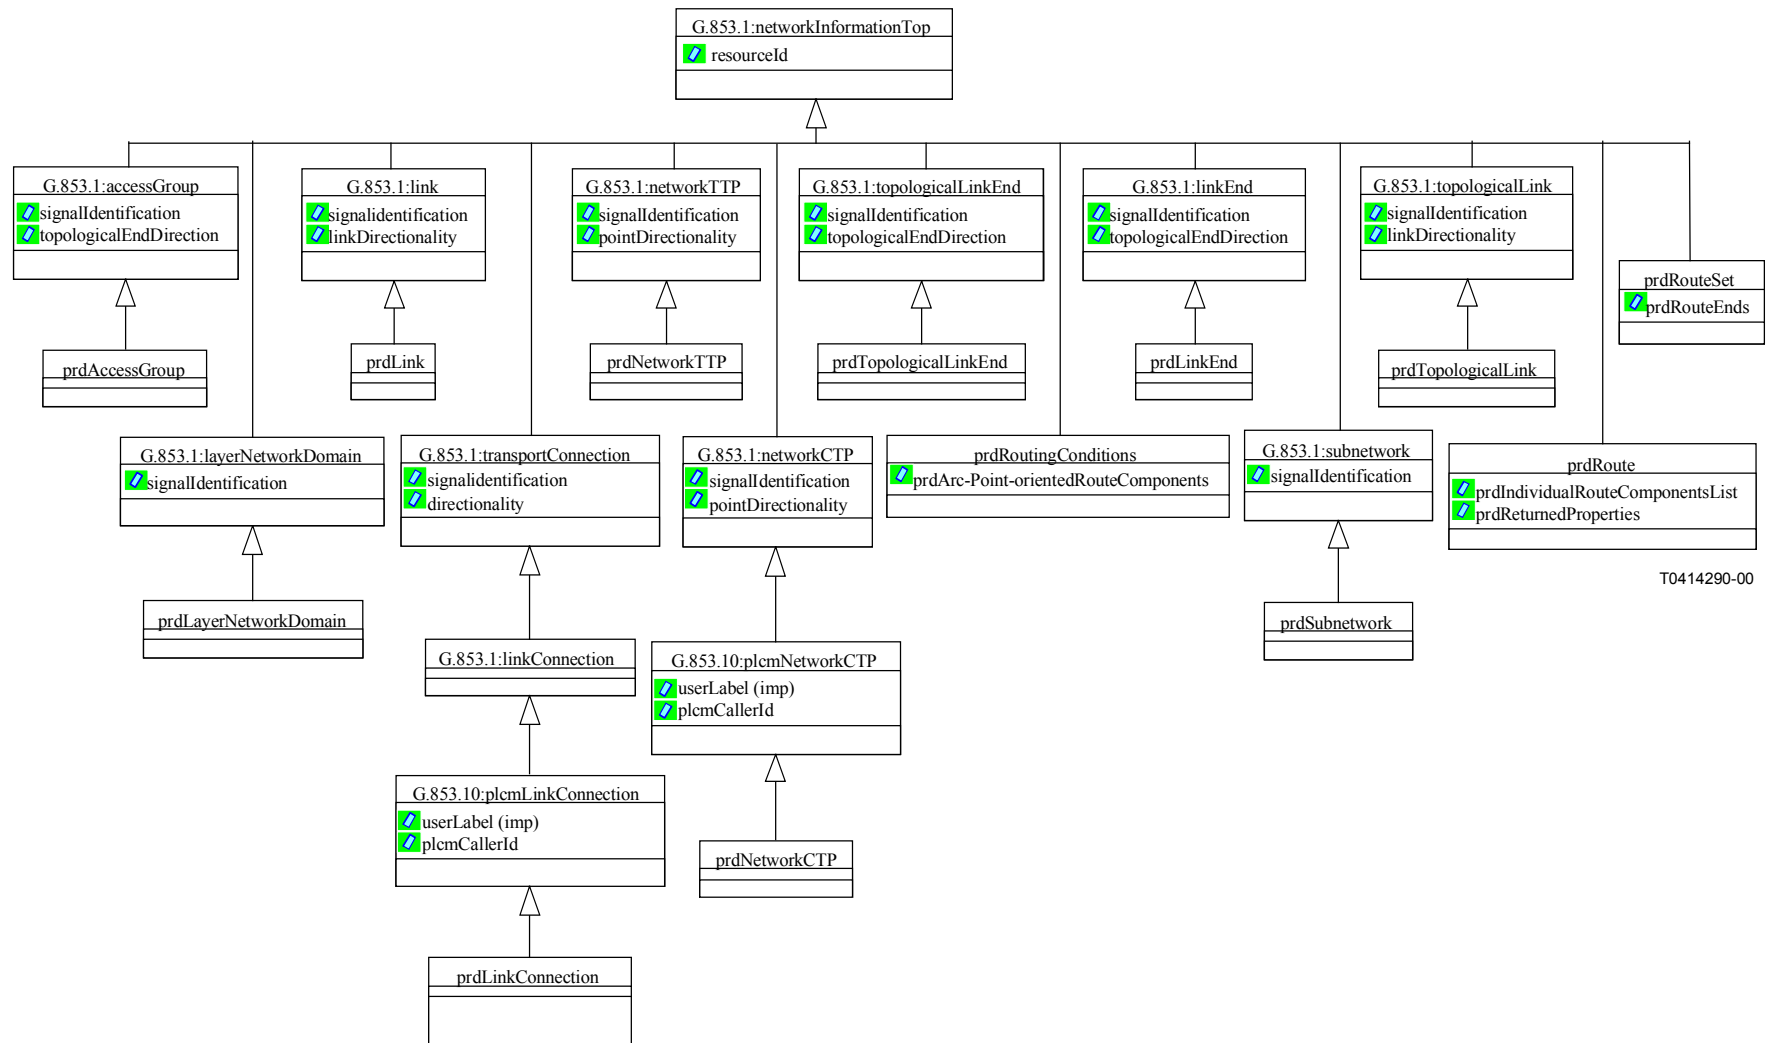 G.853.1:networkInformationTop
resourceId
G.853.1:accessGroup
signalIdentification
topologicalEndDirection
G.853.1:link
signalidentification
linkDirectionality
G.853.1:networkTTP
signalIdentification
pointDirectionality
G.853.1:topologicalLinkEnd
signalIdentification
topologicalEndDirection
G.853.1:linkEnd
signalIdentification
topologicalEndDirection
G.853.1:topologicalLink
signalIdentification
linkDirectionality
prdRouteSet
prdRouteEnds
prdAccessGroup
prdLink
prdNetworkTTP
prdTopologicalLinkEnd
prdLinkEnd
prdTopologicalLink
G.853.1:layerNetworkDomain
signalIdentification
G.853.1:transportConnection
signalidentification
directionality
G.853.1:networkCTP
signalIdentification
pointDirectionality
prdRoutingConditions
prdArc-Point-orientedRouteComponents
G.853.1:subnetwork
signalIdentification
prdRoute
prdIndividualRouteComponentsList
prdReturnedProperties
T0414290-00
prdLayerNetworkDomain
prdSubnetwork
G.853.1:linkConnection
G.853.10:plcmNetworkCTP
userLabel (imp)
plcmCallerId
G.853.10:plcmLinkConnection
userLabel (imp)
plcmCallerId
prdNetworkCTP
prdLinkConnection